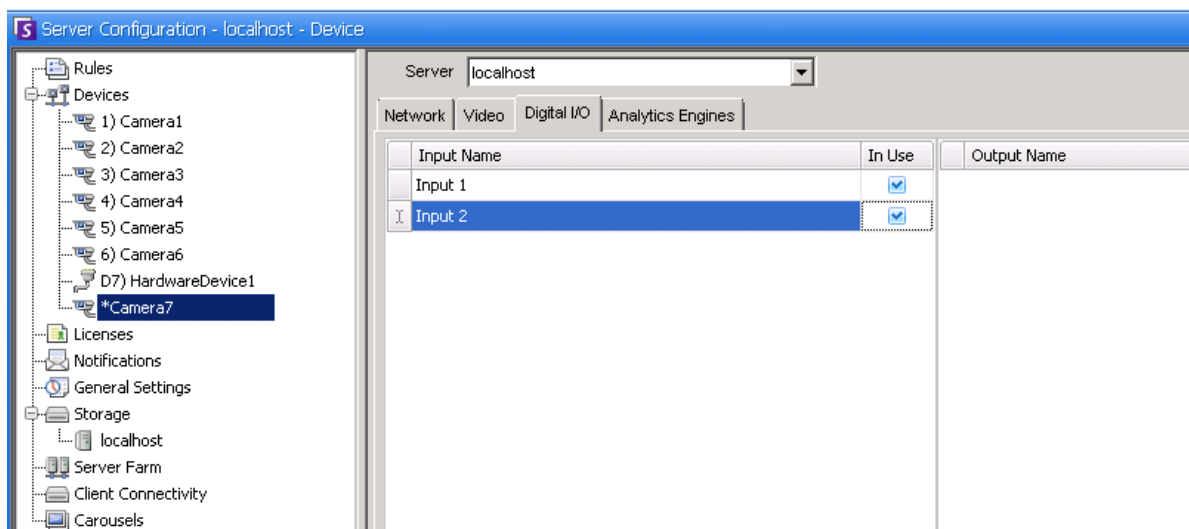 Server Configuration - localhost - Device
Rules
Devices
1) Camera1
2) Camera2
3) Camera3
4) Camera4
5) Camera5
6) Camera6
D7) HardwareDevice1
*Camera7
Licenses
Notifications
General Settings
Storage
localhost
Server Farm
Client Connectivity
Carousels
Server localhost
Network Video Digital I/O Analytics Engines
Input Name In Use Output Name
Input 1
Input 2